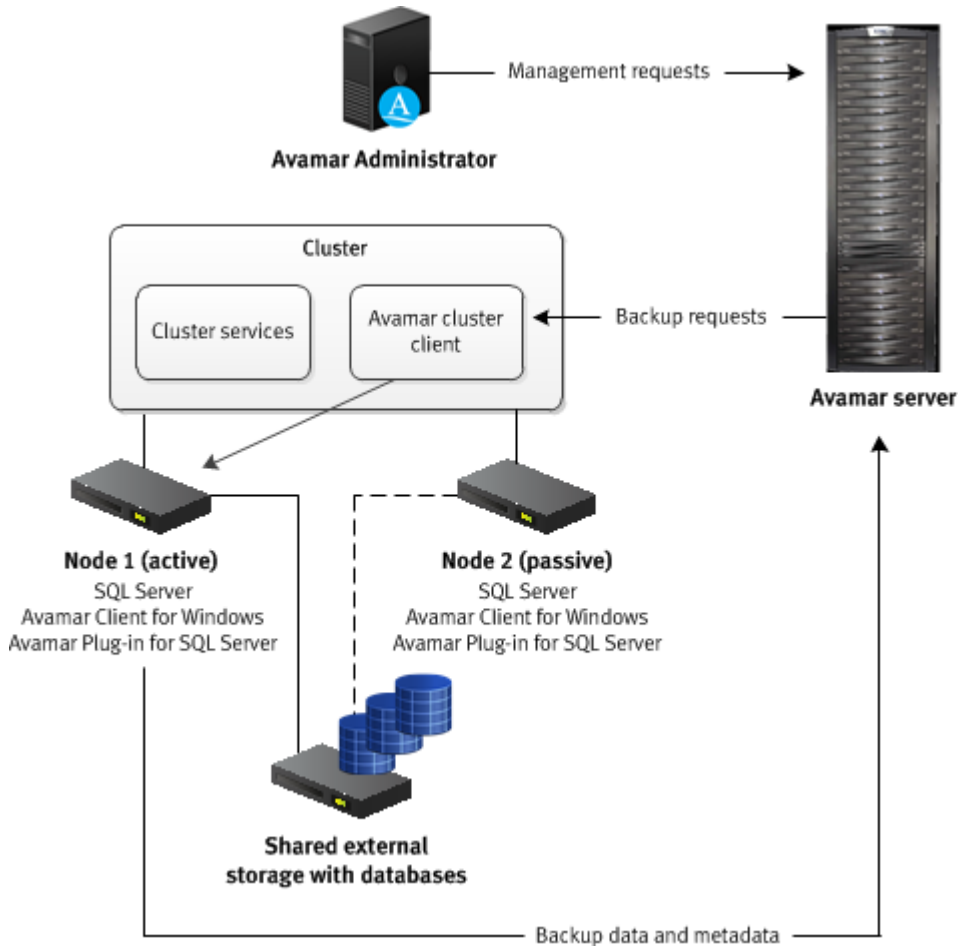 Management requests
A
Avamar Administrator
Cluster
Cluster services
Avamar cluster
client
Backup requests
Avamar server
Node 1 (active)
SQL Server
Avamar Client for Windows
Avamar Plug-in for SQL Server
Node 2 (passive)
SQL Server
Avamar Client for Windows
Avamar Plug-in for SQL Server
Shared external
storage with databases
Backup data and metadata